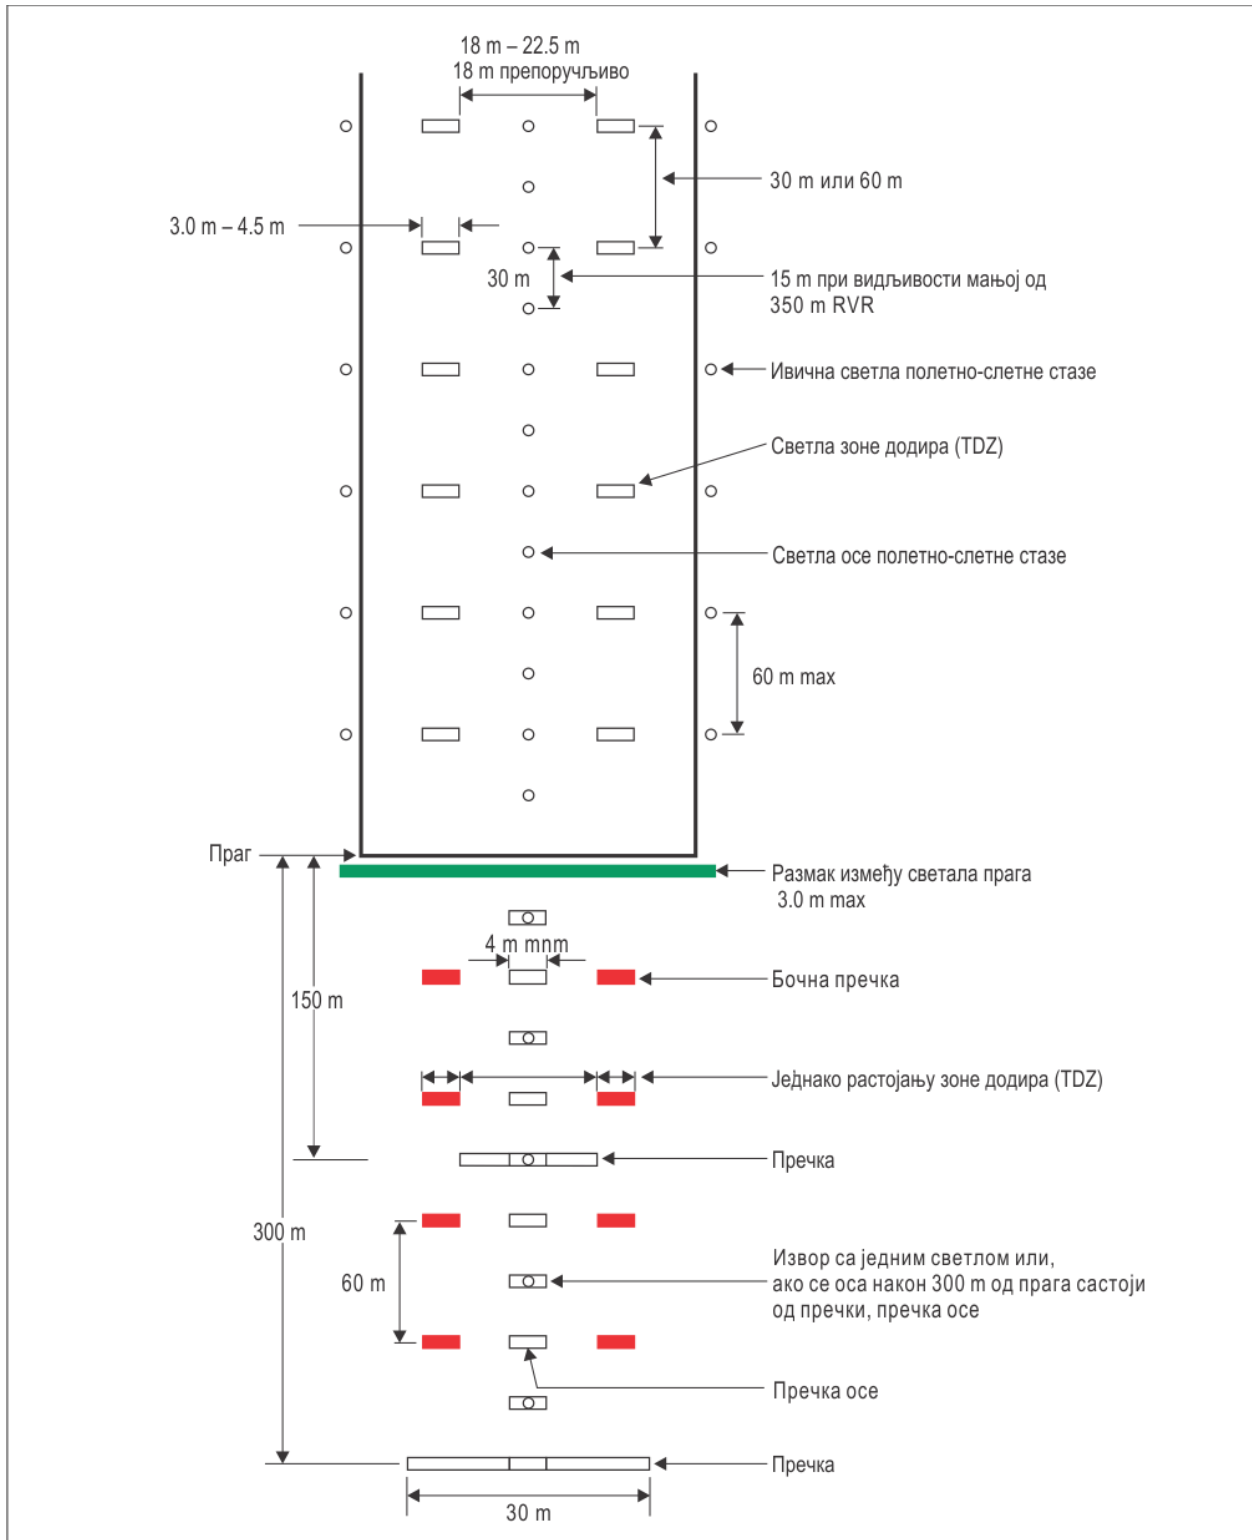 18 m – 22.5 m
18 m препоручљиво
30 m или 60 m
3.0 m – 4.5 m
30 m
15 m при видљивости мањој од
350 m RVR
Ивична светла полетно-слетне стазе
Светла зоне додира (TDZ)
Светла осе полетно-слетне стазе
60 m max
Праг
Размак између светала прага
3.0 m max
4 m mnm
Бочна пречка
150 m
Једнако растојању зоне додира (TDZ)
Пречка
300 m
Извор са једним светлом или,
ако се оса након 300 m од прага састоји
од пречки, пречка осе
60 m
Пречка осе
Пречка
30 m